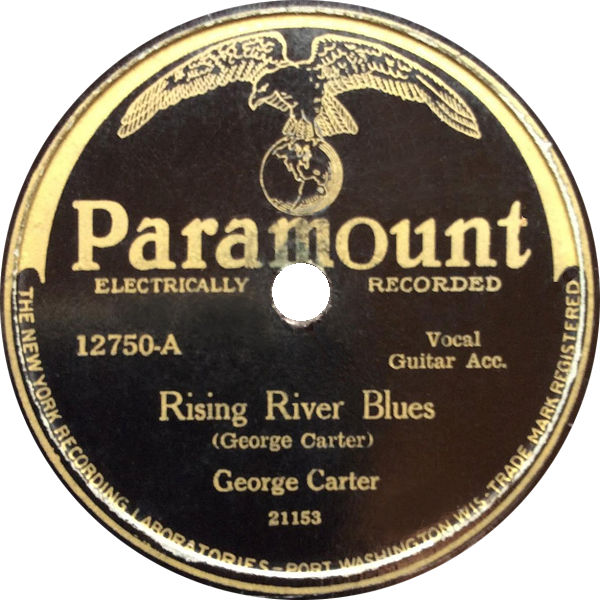 Paramount
ELECTRICALLY RECORDED
12750-A
Vocal
Guitar Acc.
Rising River Blues
(George Carter)
George Carter
21153
THE NEW YORK RECORDING LABORATORIES-PORT WASHINGTON, WIS.-TRADE MARK REGISTERED